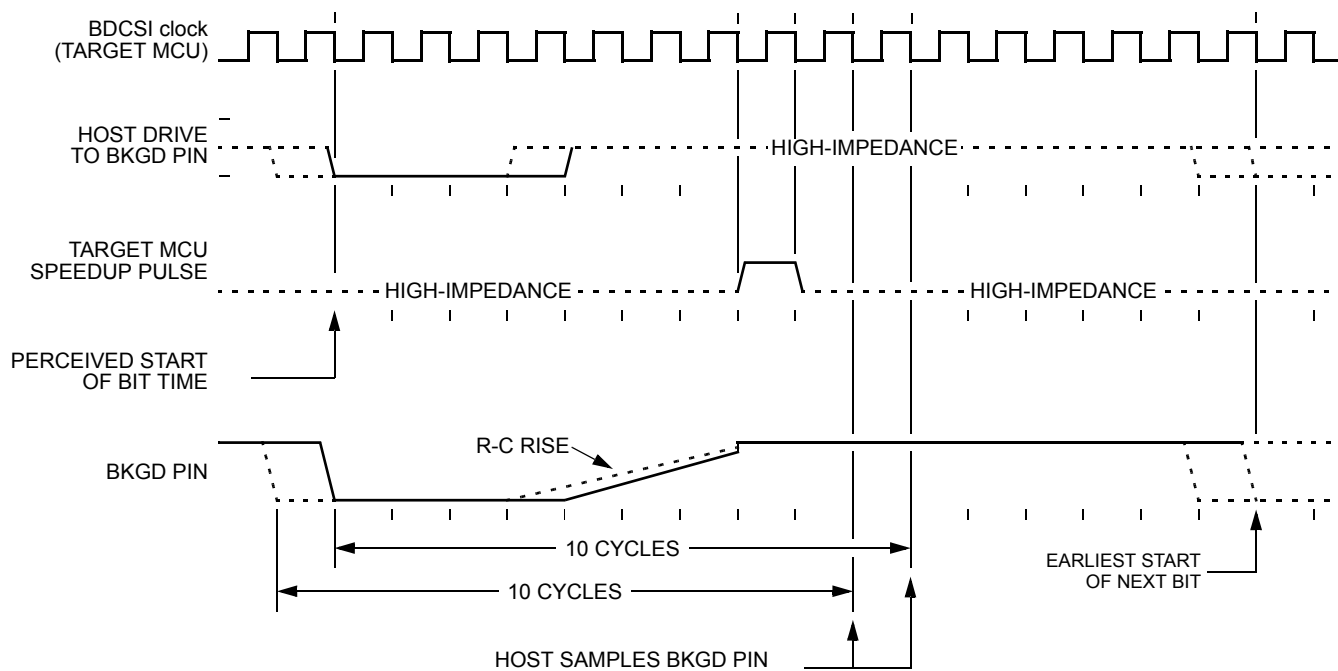 BDCSI clock
(TARGET MCU)
HOST DRIVE
TO BKGD PIN
HIGH-IMPEDANCE
TARGET MCU
SPEEDUP PULSE
HIGH-IMPEDANCE
HIGH-IMPEDANCE
PERCEIVED START
OF BIT TIME
R-C RISE
BKGD PIN
10 CYCLES
EARLIEST START
OF NEXT BIT
10 CYCLES
HOST SAMPLES BKGD PIN